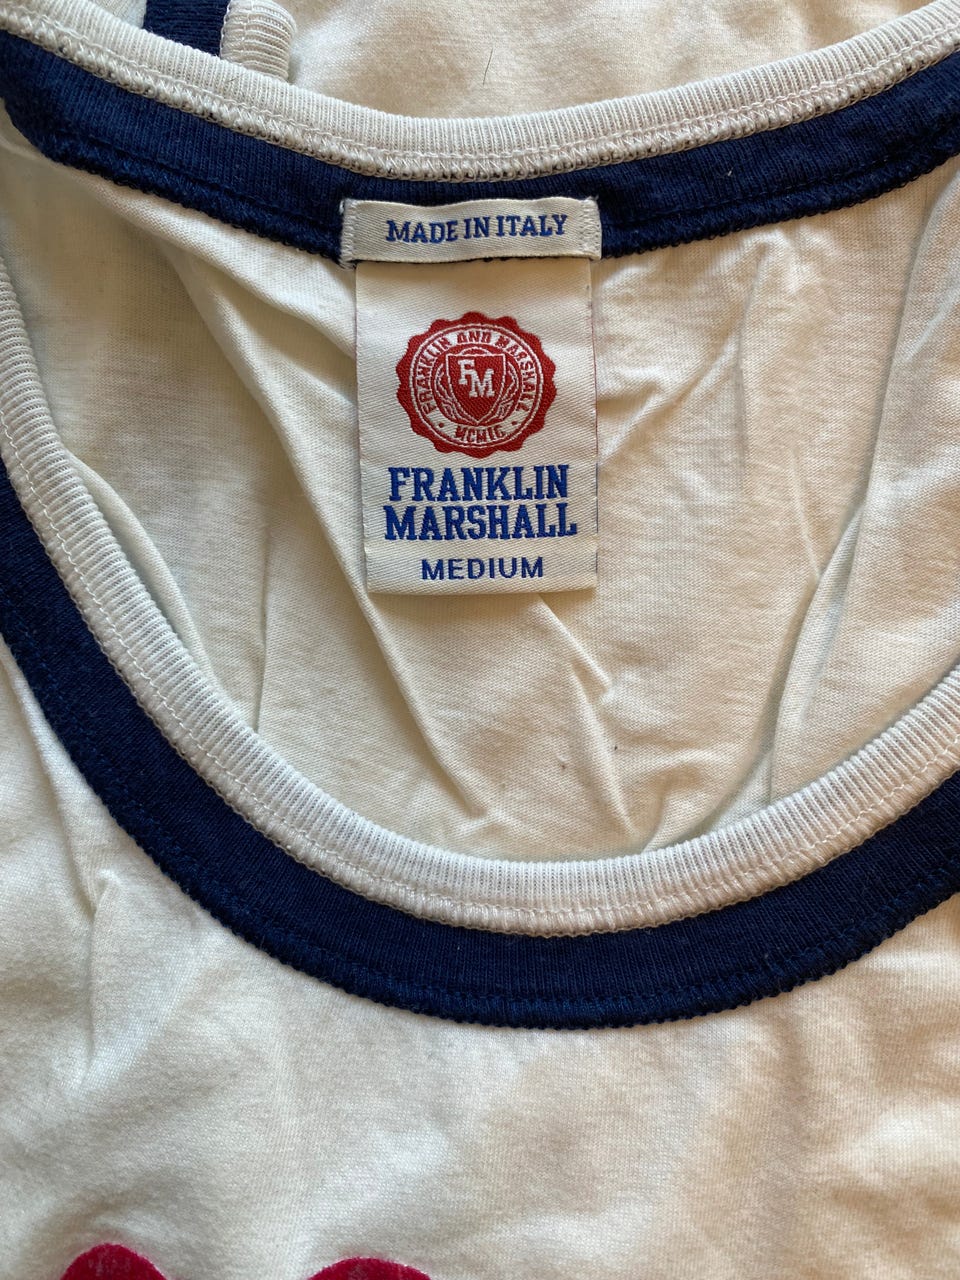 MADE IN ITALY
FRANKLIN AND MARSHALL
FM
MCMIC
FRANKLIN
MARSHALL
MEDIUM